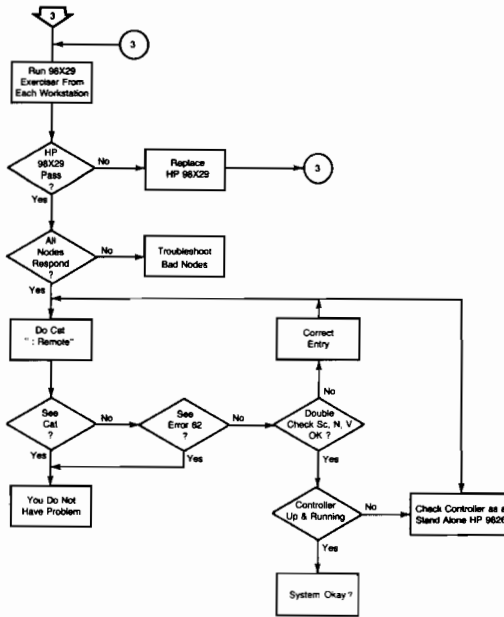 3
3
Run 98X29
Exerciser From
Each Workstation
HP
98X29
Pass
?
No
Replace
HP 98X29
3
Yes
All
Nodes
Respond
?
No
Troubleshoot
Bad Nodes
Yes
Do Cat
" : Remote"
Correct
Entry
No
See
Cat
?
No
See
Error 62
?
No
Double
Check Sc, N, V
OK ?
Yes
Yes
Yes
You Do Not
Have Problem
Controller
Up & Running
No
Check Controller as a
Stand Alone HP 9826
Yes
System Okay ?